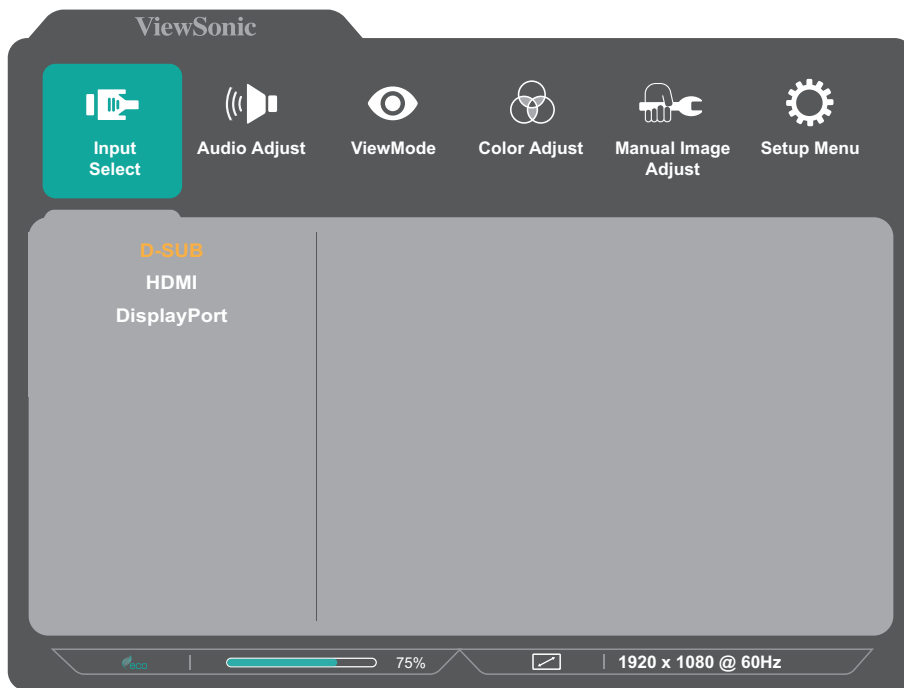 ViewSonic
Input
Select
Audio Adjust
ViewMode
Color Adjust
Manual Image
Adjust
Setup Menu
D-SUB
HDMI
DisplayPort
eco
75%
1920 x 1080 @ 60Hz